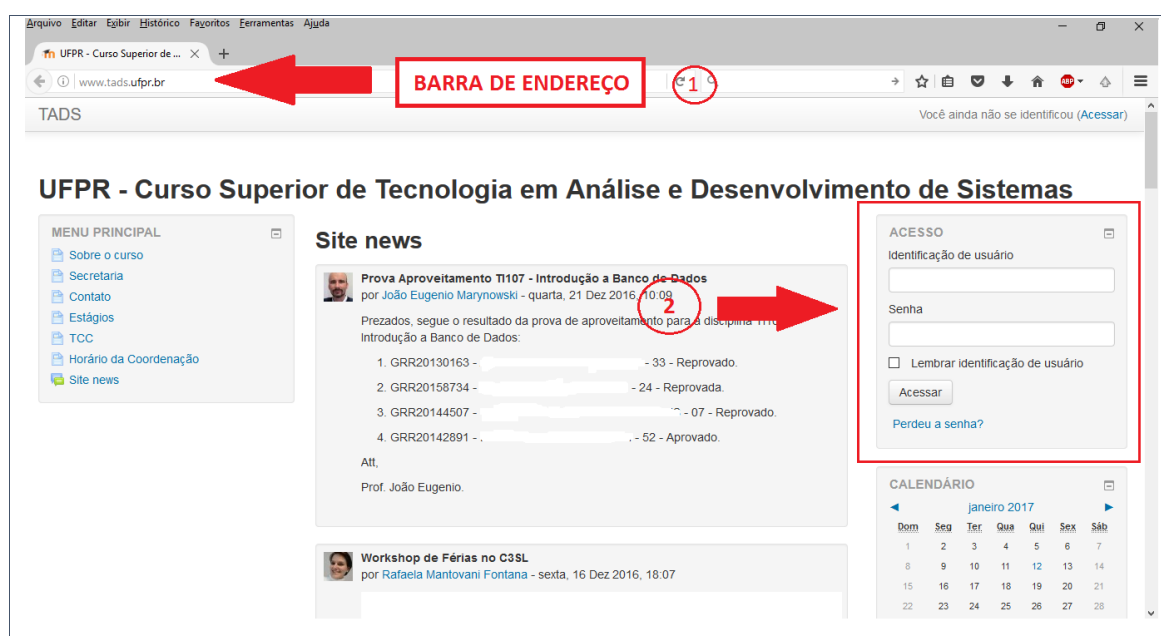 Arquivo Editar Exibir Histórico Favoritos Ferramentas Ajuda
UFPR - Curso Superior de ...
www.tads.ufpr.br
BARRA DE ENDEREÇO
1
ABP
TADS
Você ainda não se identificou (Acessar)
UFPR - Curso Superior de Tecnologia em Análise e Desenvolvimento de Sistemas
MENU PRINCIPAL
Sobre o curso
Secretaria
Contato
Estágios
TCC
Horário da Coordenação
Site news
Site news
Prova Aproveitamento TI107 - Introdução a Banco de Dados
por João Eugenio Marynowski - quarta, 21 Dez 2016, 10:09
Prezados, segue o resultado da prova de aproveitamento para a disciplina
Introdução a Banco de Dados:
1. GRR20130163 - - 33 - Reprovado.
2. GRR20158734 - - 24 - Reprovada.
3. GRR20144507 - - 07 - Reprovado.
4. GRR20142891 - - 52 - Aprovado.
Att,
Prof. João Eugenio.
2
Workshop de Férias no C3SL
por Rafaela Mantovani Fontana - sexta, 16 Dez 2016, 18:07
ACESSO
Identificação de usuário
Senha
Lembrar identificação de usuário
Acessar
Perdeu a senha?
CALENDÁRIO
janeiro 2017
Dom Seg Ter Qua Qui Sex Sáb
1 2 3 4 5 6 7
8 9 10 11 12 13 14
15 16 17 18 19 20 21
22 23 24 25 26 27 28